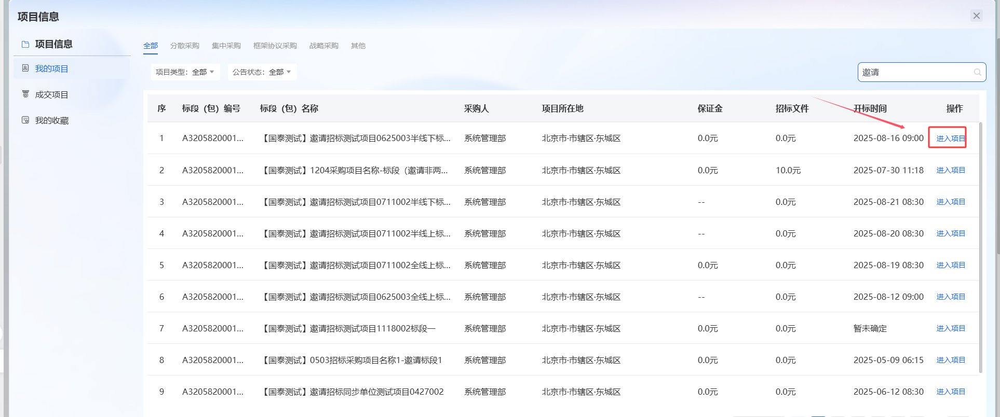 项目信息
项目信息
我的项目
成交项目
我的收藏
全部 分散采购 集中采购 框架协议采购 战略采购 其他
项目类型: 全部 公告状态: 全部 邀请
序 标段（包）编号 标段（包）名称 采购人 项目所在地 保证金 招标文件 开标时间 操作
1 A3205820001... 【国泰测试】邀请招标测试项目0625003半线下标... 系统管理部 北京市·市辖区·东城区 0.0元 0.0元 2025-08-16 09:00 进入项目
2 A3205820001... 【国泰测试】1204采购项目名称-标段（邀请非两... 系统管理部 北京市·市辖区·东城区 0.0元 10.0元 2025-07-30 11:18 进入项目
3 A3205820001... 【国泰测试】邀请招标测试项目0711002半线下标... 系统管理部 北京市·市辖区·东城区 -- 0.0元 2025-08-21 08:30 进入项目
4 A3205820001... 【国泰测试】邀请招标测试项目0711002半线上标... 系统管理部 北京市·市辖区·东城区 -- 0.0元 2025-08-20 08:30 进入项目
5 A3205820001... 【国泰测试】邀请招标测试项目0711002全线上标... 系统管理部 北京市·市辖区·东城区 0.0元 0.0元 2025-08-19 08:30 进入项目
6 A3205820001... 【国泰测试】邀请招标测试项目0625003全线上标... 系统管理部 北京市·市辖区·东城区 -- 0.0元 2025-08-12 09:00 进入项目
7 A3205820001... 【国泰测试】邀请招标测试项目1118002标段一 系统管理部 北京市·市辖区·东城区 0.0元 0.0元 暂未确定 进入项目
8 A3205820001... 【国泰测试】0503招标采购项目名称1-邀请标段1 系统管理部 北京市·市辖区·东城区 0.0元 0.0元 2025-05-09 06:15 进入项目
9 A3205820001... 【国泰测试】邀请招标同步单位测试项目0427002 系统管理部 北京市·市辖区·东城区 0.0元 0.0元 2025-06-12 08:30 进入项目